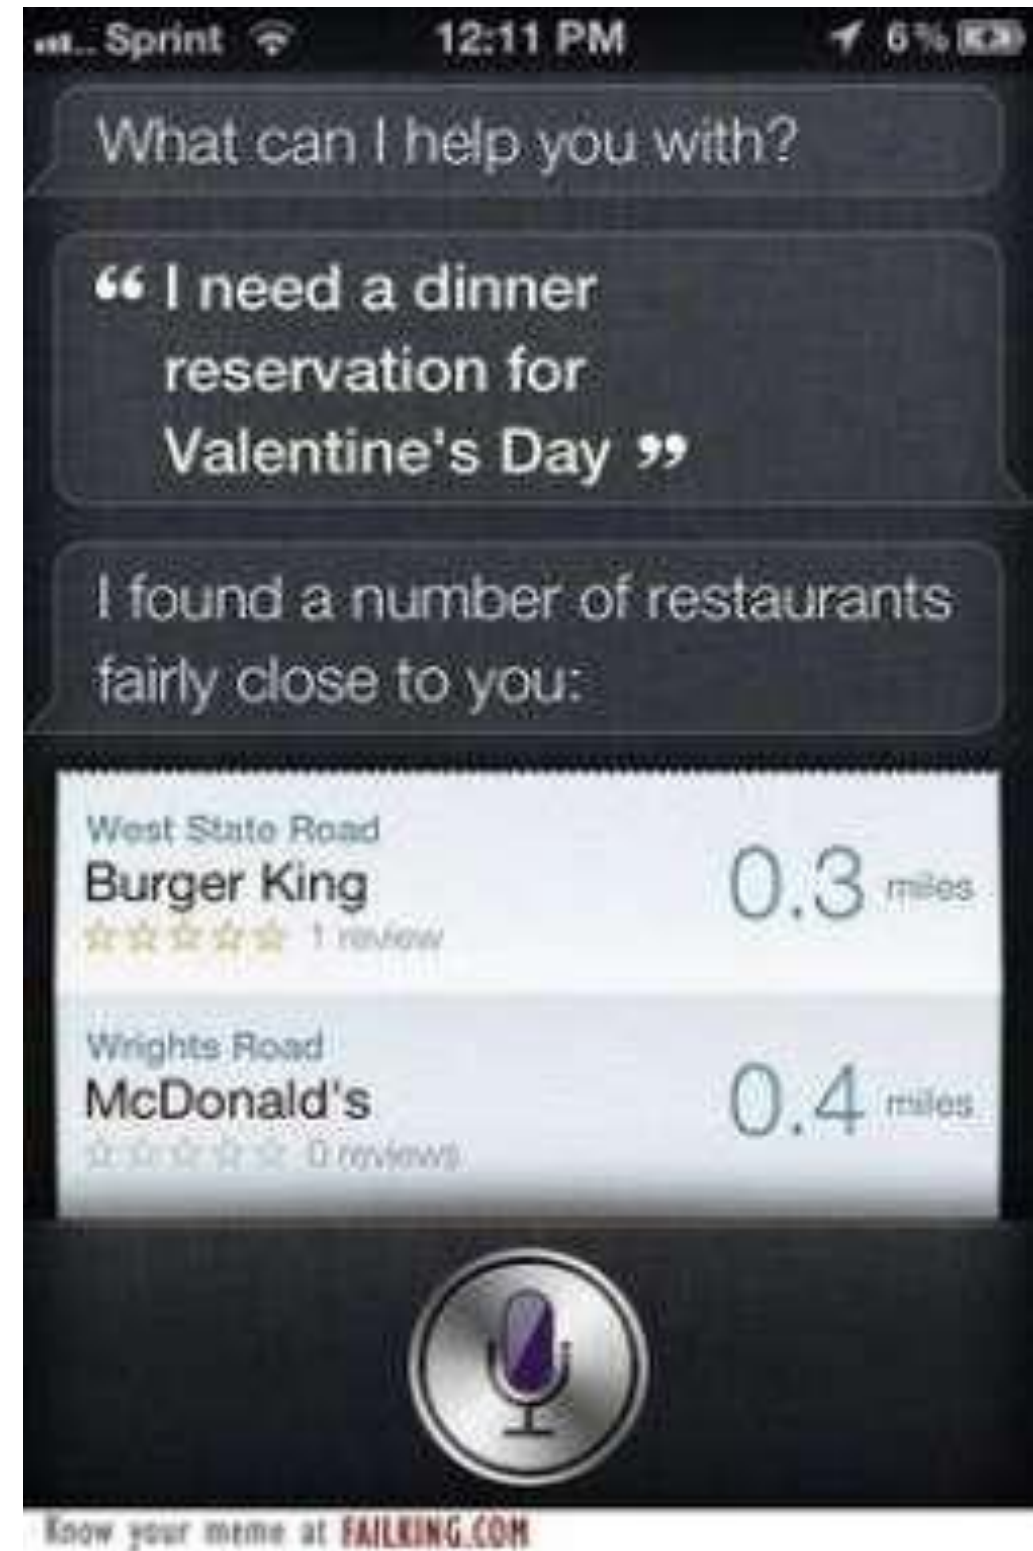 Sprint 12:11 PM 6%
What can I help you with?
“ I need a dinner
reservation for
Valentine's Day ”
I found a number of restaurants
fairly close to you:
West State Road
Burger King
0.3 miles
1 review
Wrights Road
McDonald's
0.4 miles
0 reviews
Know your meme at FAILKING.COM